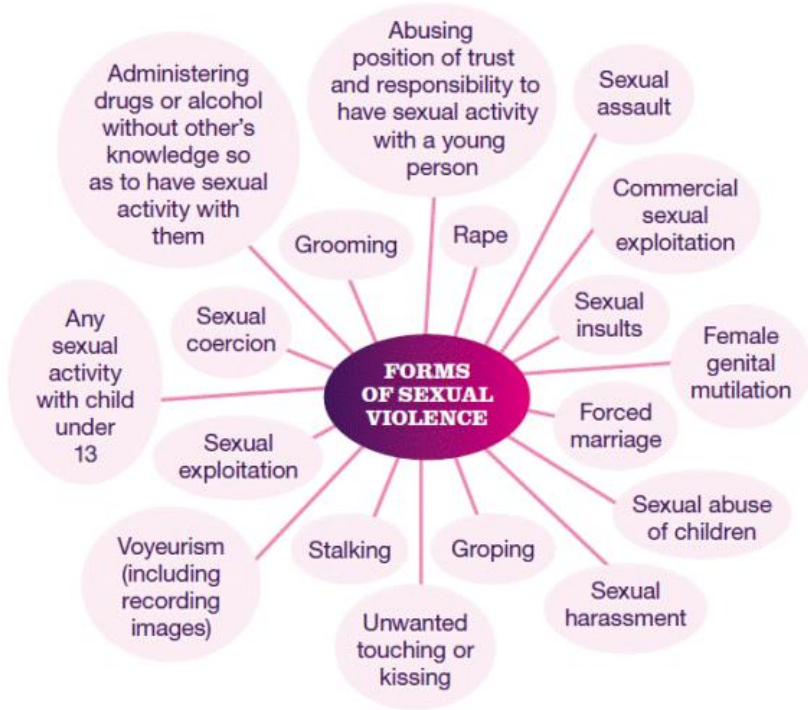 Abusing
position of trust
and responsibility to
have sexual activity
with a young
person
Administering
drugs or alcohol
without other’s
knowledge so
as to have sexual
activity with
them
Sexual
assault
Commercial
sexual
exploitation
Grooming
Rape
Sexual
insults
Any
sexual
activity
with child
under
13
Sexual
coercion
Female
genital
mutilation
FORMS
OF SEXUAL
VIOLENCE
Forced
marriage
Sexual
exploitation
Sexual abuse
of children
Voyeurism
(including
recording
images)
Stalking
Groping
Sexual
harassment
Unwanted
touching or
kissing